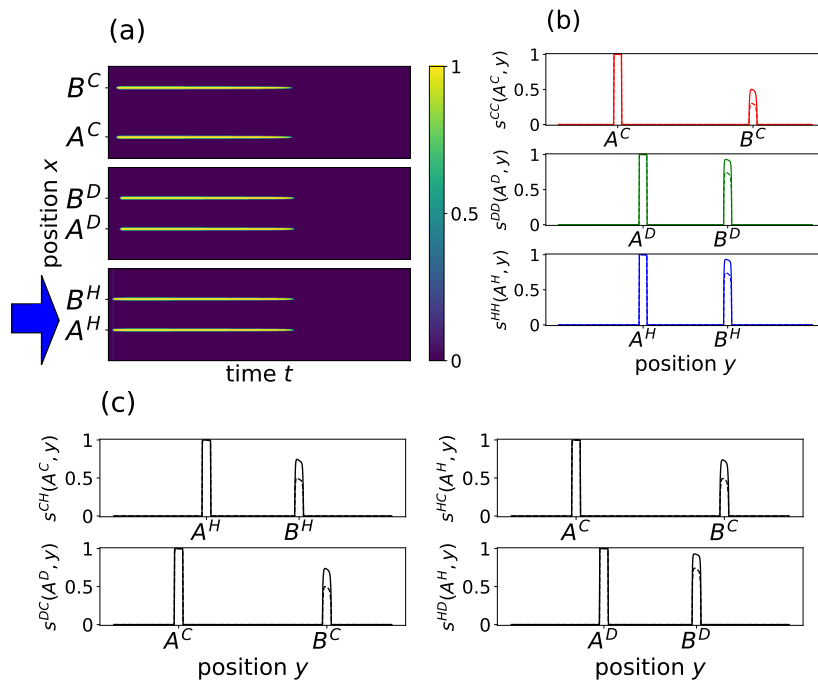 (a)
B^C
A^C
B^D
A^D
B^H
A^H
position x
time t
1
0.5
0
(b)
1
0.5
0
s^{CC}(A^C, y)
A^C
B^C
1
0.5
0
s^{DD}(A^D, y)
A^D
B^D
1
0.5
0
s^{HH}(A^H, y)
A^H
B^H
position y
(c)
1
0.5
0
s^{CH}(A^C, y)
A^H
B^H
1
0.5
0
s^{HC}(A^H, y)
A^C
B^C
1
0.5
0
s^{DC}(A^D, y)
A^C
B^C
position y
1
0.5
0
s^{HD}(A^H, y)
A^D
B^D
position y